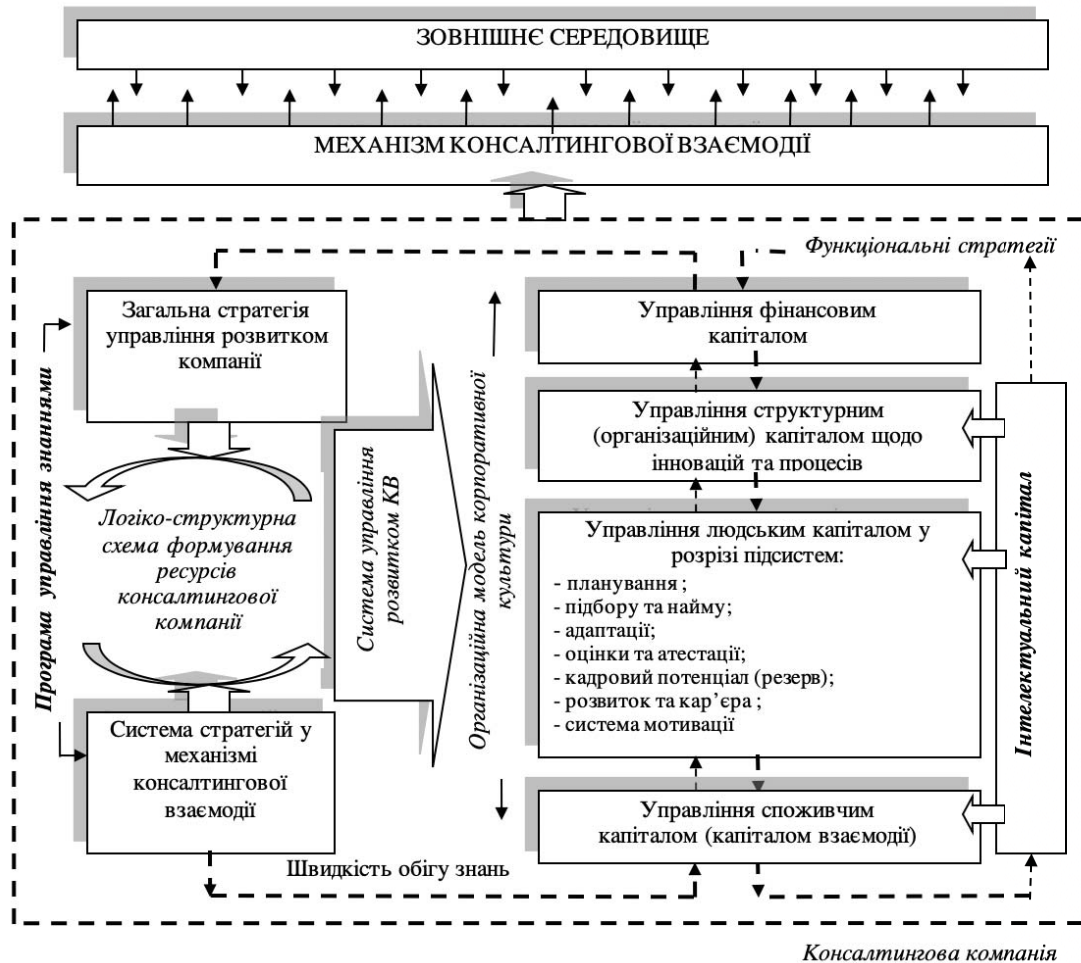 ЗОВНІШНЄ СЕРЕДОВИЩЕ
МЕХАНІЗМ КОНСАЛТИНГОВОЇ ВЗАЄМОДІЇ
Функціональні стратегії
Програма управління знаннями
Загальна стратегія
управління розвитком
компанії
Логіко-структурна
схема формування
ресурсів
консалтингової
компанії
Система стратегій у
механізмі
консалтингової
взаємодії
Система управління
розвитком КВ
Організаційна модель корпоративної
культури
Управління фінансовим
капіталом
Управління структурним
(організаційним) капіталом щодо
інновацій та процесів
Управління людським капіталом у
розрізі підсистем:
- планування ;
- підбору та найму;
- адаптації;
- оцінки та атестації;
- кадровий потенціал (резерв);
- розвиток та кар’єра ;
- система мотивації
Управління споживчим
капіталом (капіталом взаємодії)
Інтелектуальний капітал
Швидкість обігу знань
Консалтингова компанія